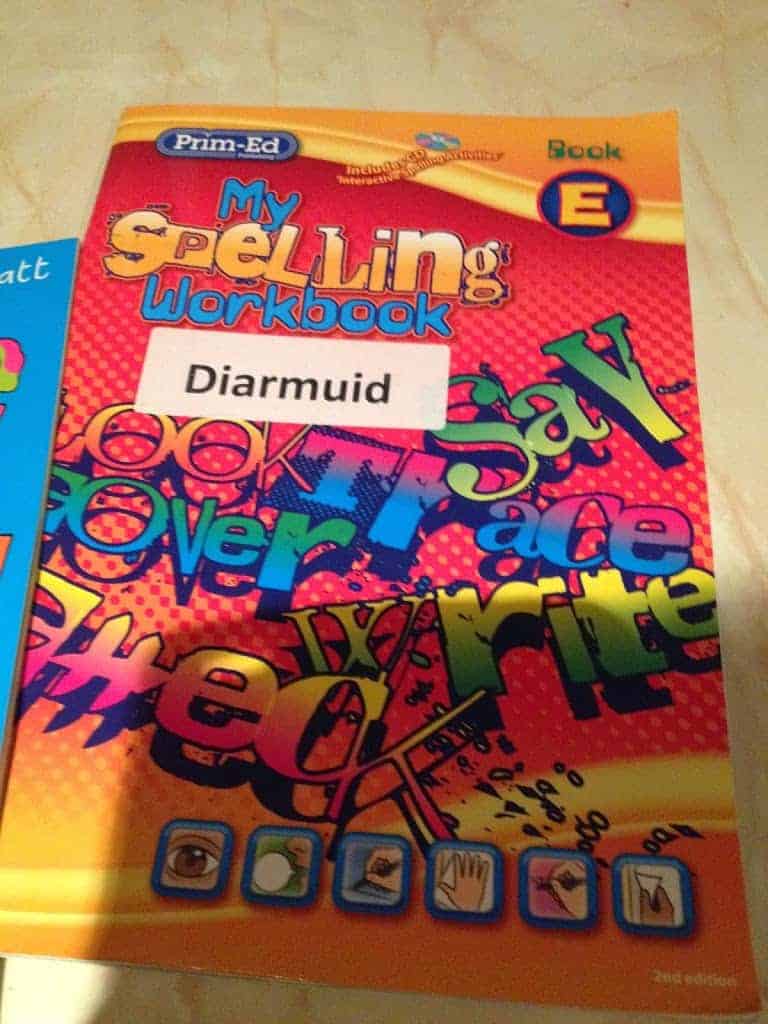 Prim-Ed
Publishing
Includes CD
'Interactive Spelling Activities'
Book
E
My
Spelling
Workbook
Diarmuid
Look
Say
Trace
Cover
Write
Check
att
2nd edition